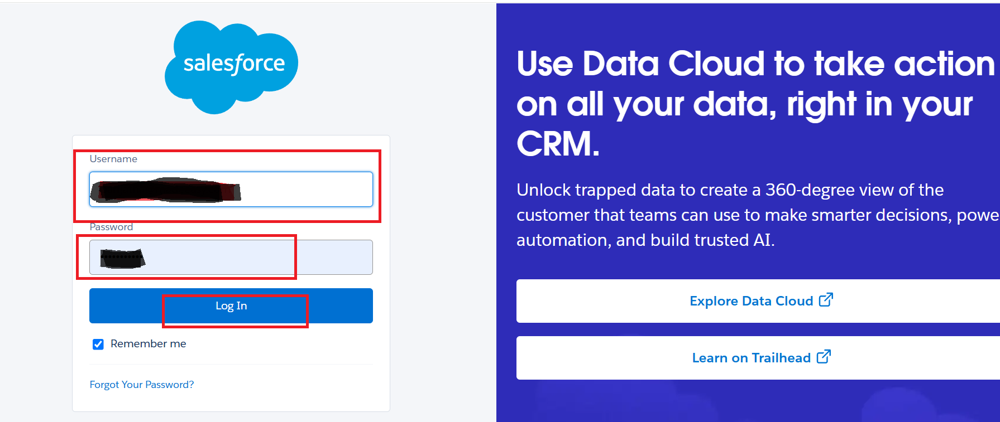 salesforce
Username
Password
Log In
Remember me
Forgot Your Password?
Use Data Cloud to take action
on all your data, right in your
CRM.
Unlock trapped data to create a 360-degree view of the
customer that teams can use to make smarter decisions, powe
automation, and build trusted AI.
Explore Data Cloud
Learn on Trailhead